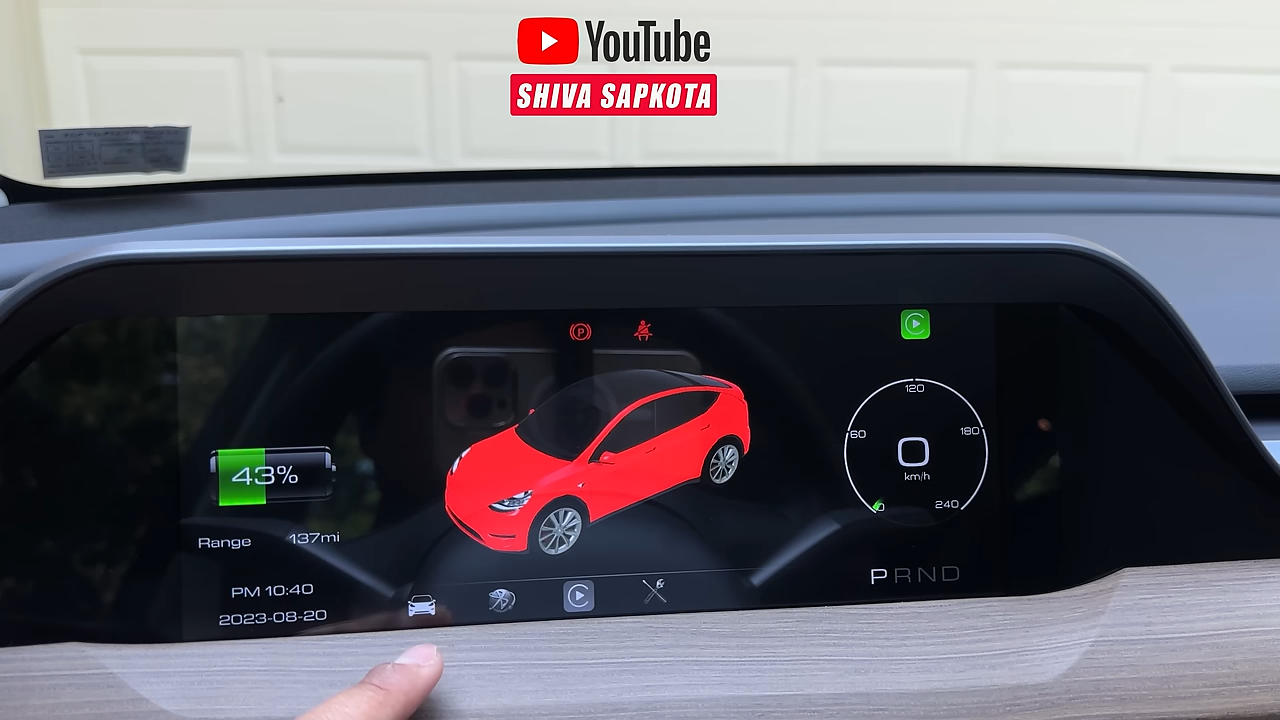 YouTube
SHIVA SAPKOTA
P
120
60
180
0
km/h
240
43%
Range 137mi
PM 10:40
2023-08-20
PRND